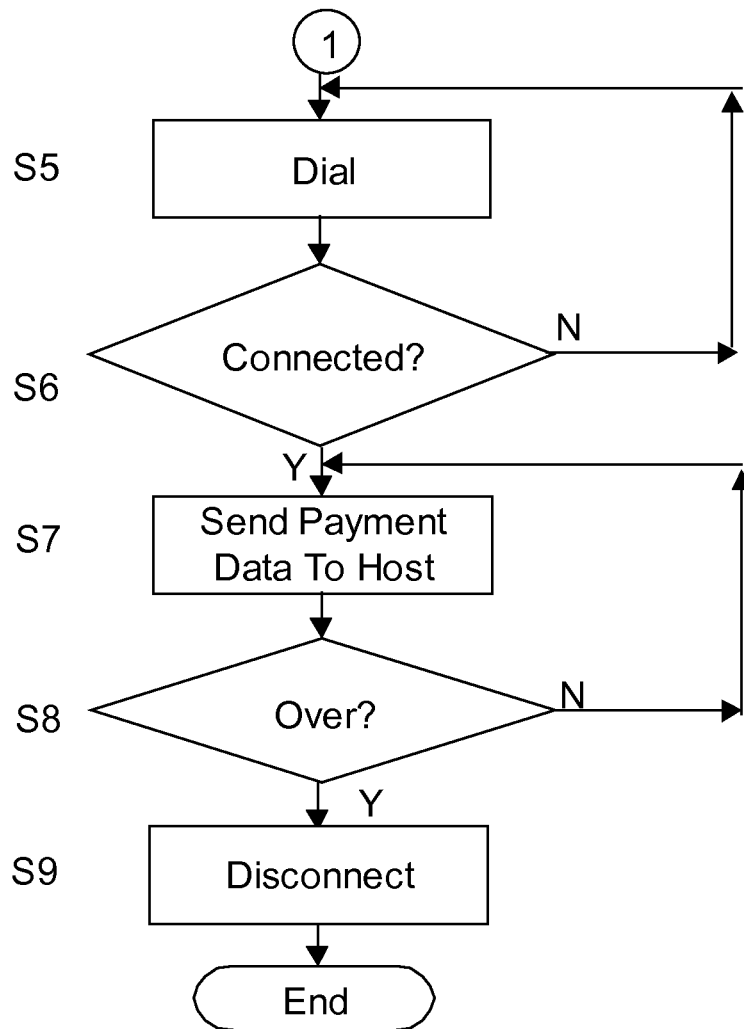 1
S5
Dial
N
Connected?
S6
Y
Send Payment
S7
Data To Host
N
Over?
S8
Y
S9
Disconnect
End